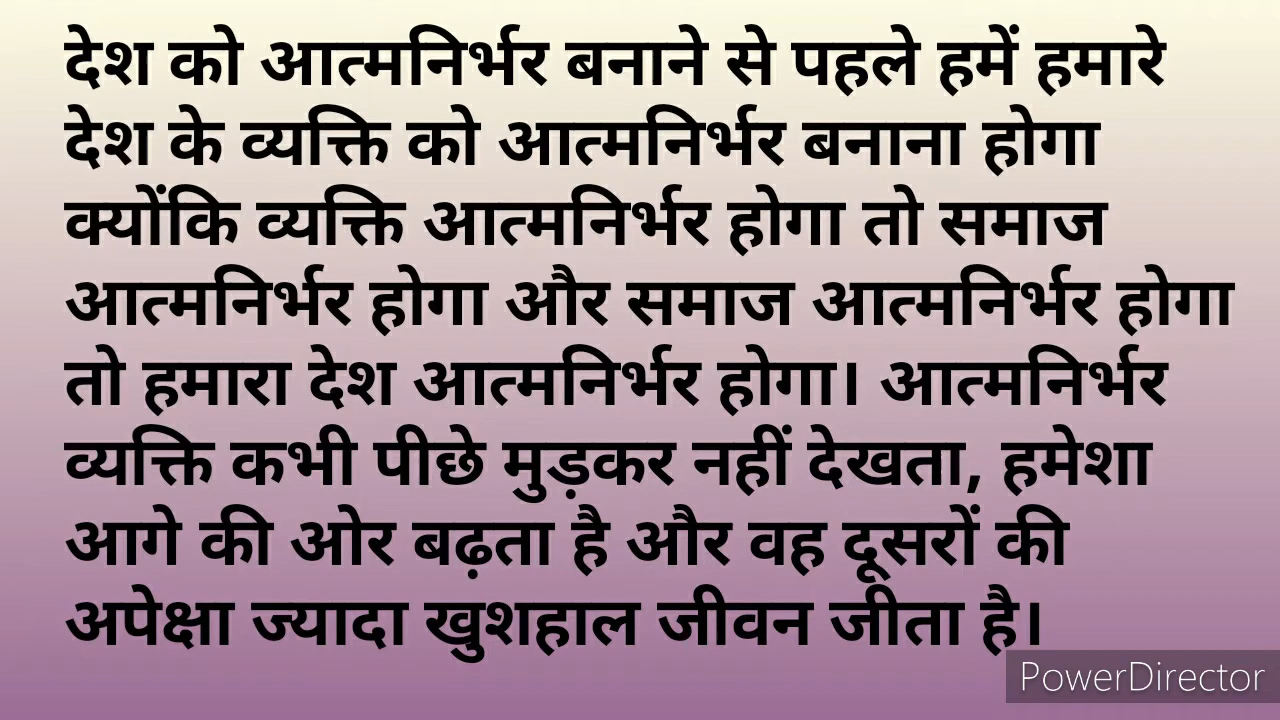 देश को आत्मनिर्भर बनाने से पहले हमें हमारे
देश के व्यक्ति को आत्मनिर्भर बनाना होगा
क्योंकि व्यक्ति आत्मनिर्भर होगा तो समाज
आत्मनिर्भर होगा और समाज आत्मनिर्भर होगा
तो हमारा देश आत्मनिर्भर होगा। आत्मनिर्भर
व्यक्ति कभी पीछे मुड़कर नहीं देखता, हमेशा
आगे की ओर बढ़ता है और वह दूसरों की
अपेक्षा ज्यादा खुशहाल जीवन जीता है।
PowerDirector